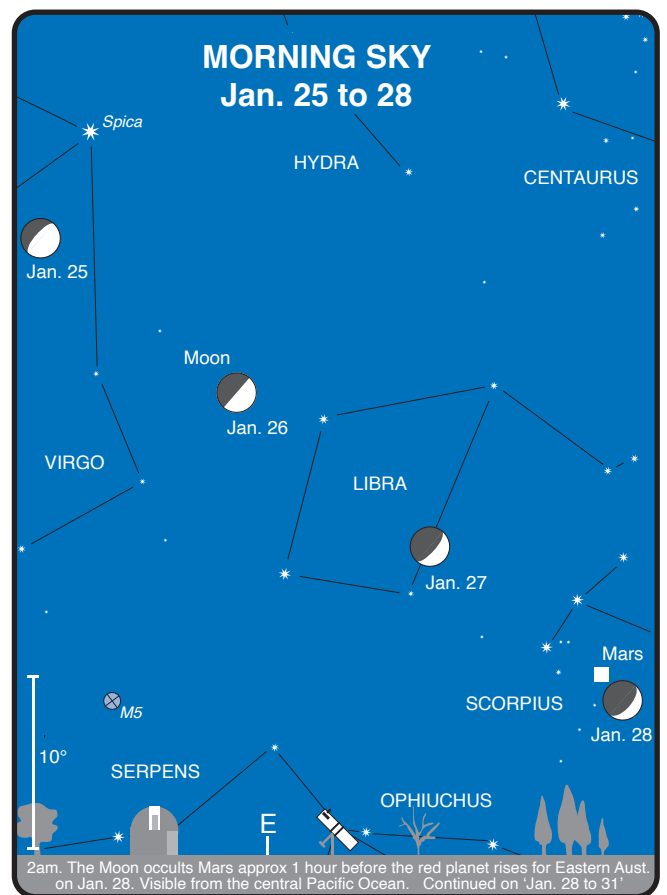 MORNING SKY
Jan. 25 to 28
Spica
HYDRA
CENTAURUS
Jan. 25
Moon
Jan. 26
VIRGO
LIBRA
Jan. 27
Mars
SCORPIUS
Jan. 28
M5
10°
SERPENS
OPHIUCHUS
E
2am. The Moon occults Mars approx 1 hour before the red planet rises for Eastern Aust.
on Jan. 28. Visible from the central Pacific Ocean. Continued on ‘Jan. 28 to 31’